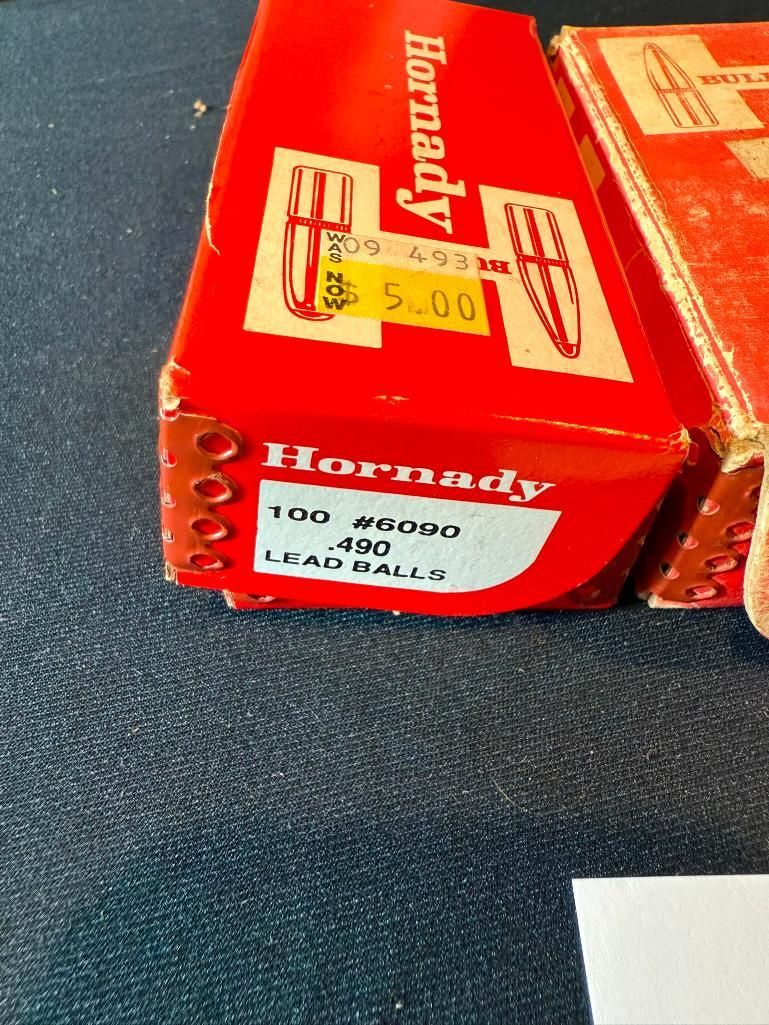 Hornady
WAS 09 493
NOW $ 5.00
Hornady
100 #6090
.490
LEAD BALLS